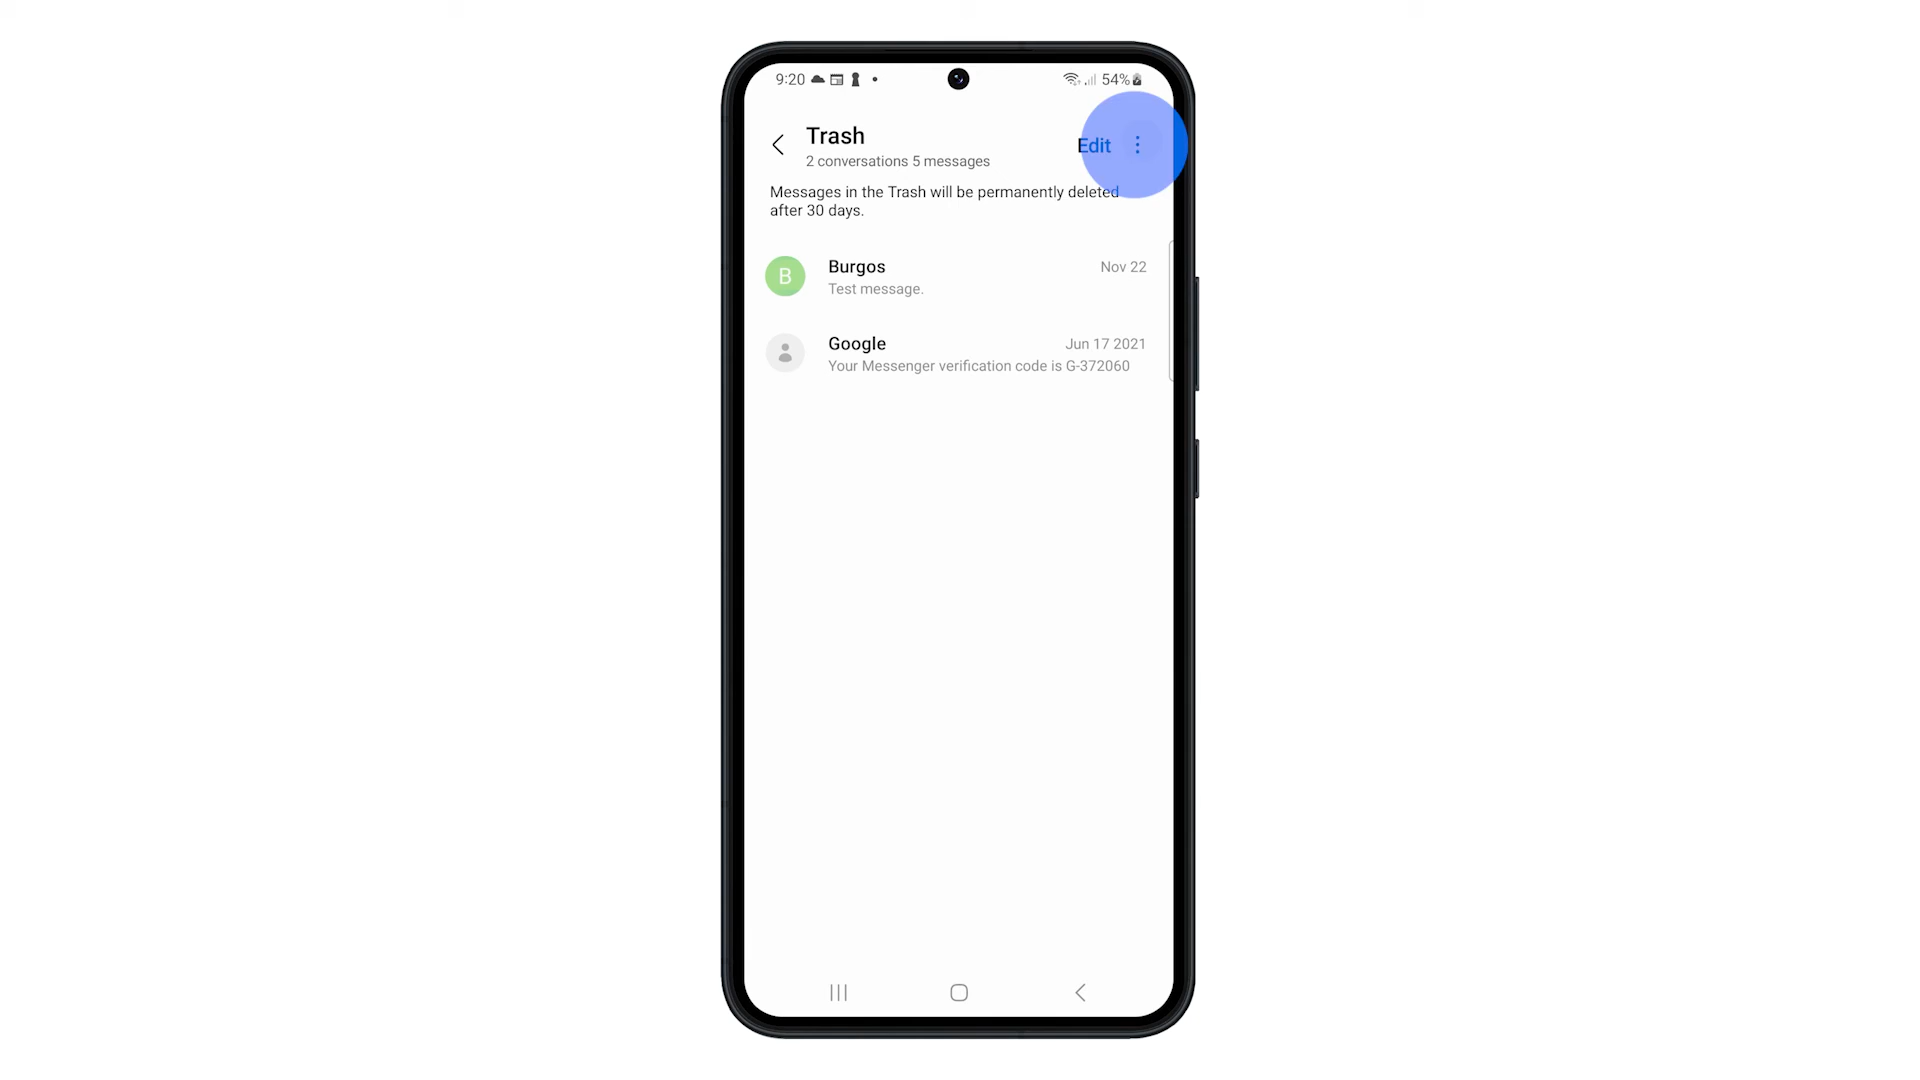 9:20
54%
Trash
Edit
2 conversations 5 messages
Messages in the Trash will be permanently deleted
after 30 days.
B
Burgos
Nov 22
Test message.
Google
Jun 17 2021
Your Messenger verification code is G-372060